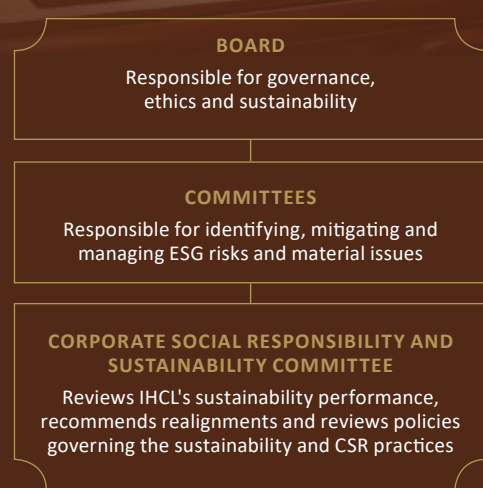 BOARD
Responsible for governance,
ethics and sustainability
COMMITTEES
Responsible for identifying, mitigating and
managing ESG risks and material issues
CORPORATE SOCIAL RESPONSIBILITY AND
SUSTAINABILITY COMMITTEE
Reviews IHCL's sustainability performance,
recommends realignments and reviews policies
governing the sustainability and CSR practices